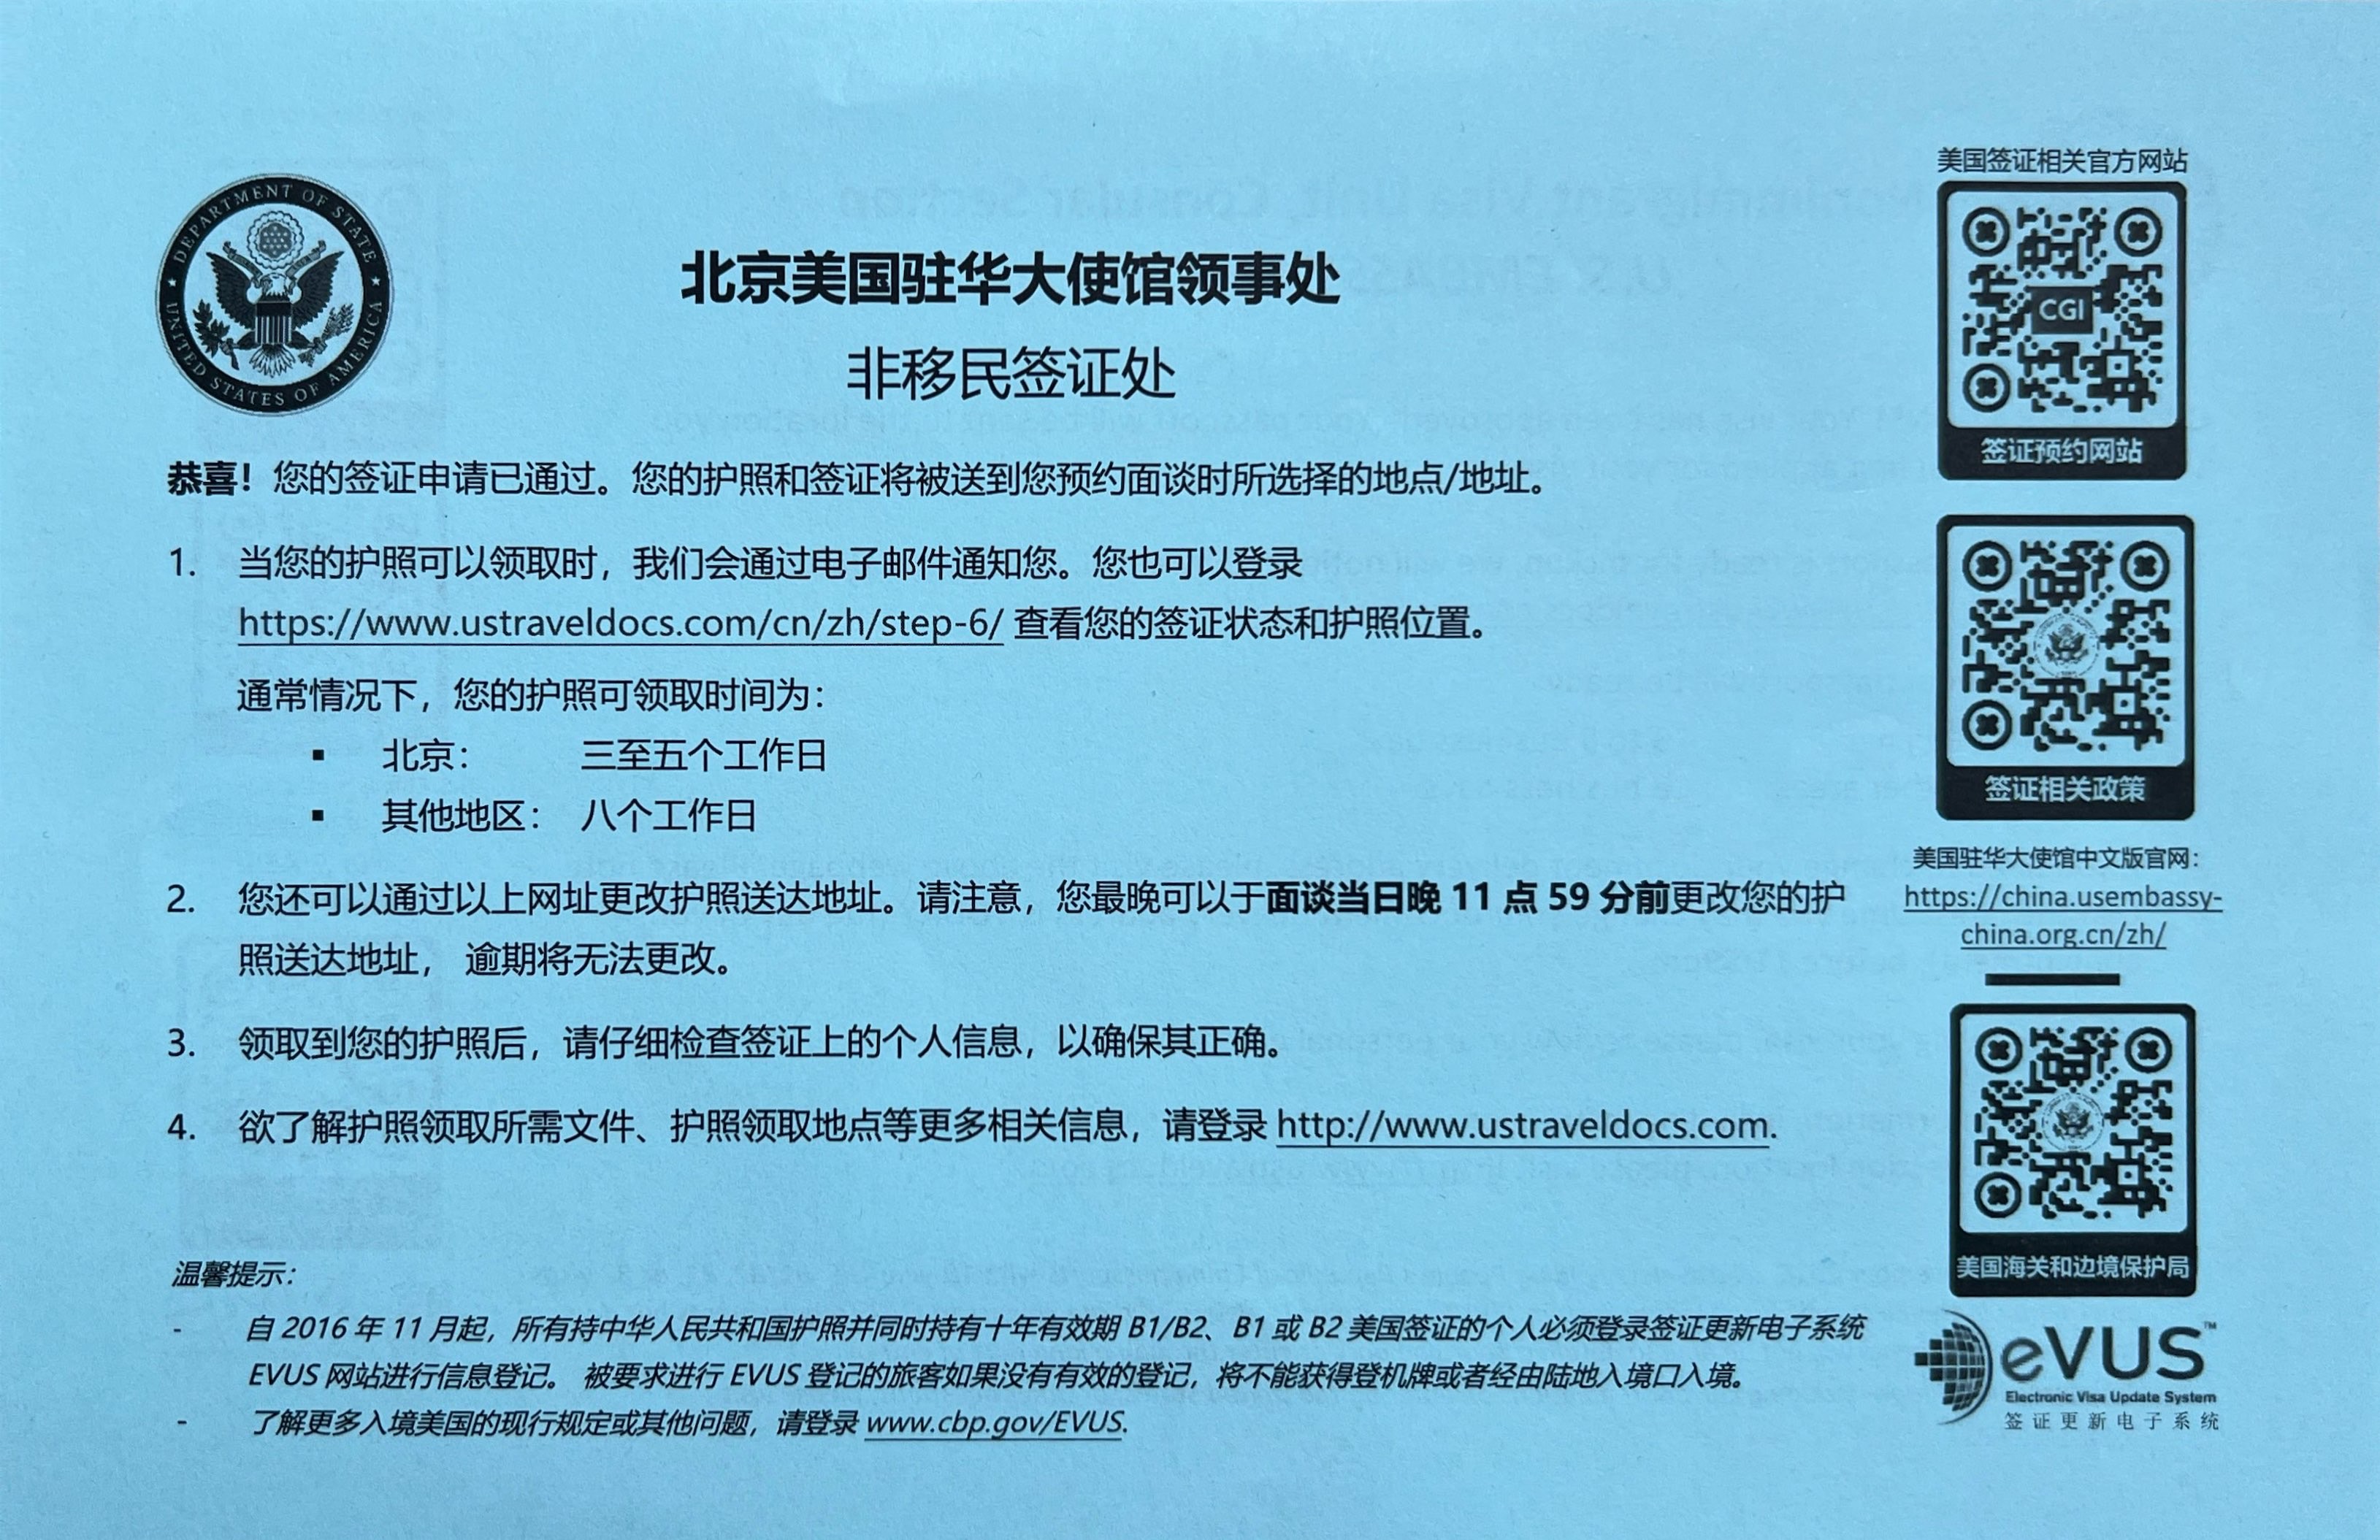 DEPARTMENT OF STATE
UNITED STATES OF AMERICA
北京美国驻华大使馆领事处
非移民签证处
恭喜！您的签证申请已通过。您的护照和签证将被送到您预约面谈时所选择的地点/地址。
1. 当您的护照可以领取时，我们会通过电子邮件通知您。您也可以登录
https://www.ustraveldocs.com/cn/zh/step-6/ 查看您的签证状态和护照位置。
通常情况下，您的护照可领取时间为：
▪ 北京： 三至五个工作日
▪ 其他地区： 八个工作日
2. 您还可以通过以上网址更改护照送达地址。请注意，您最晚可以于面谈当日晚 11 点 59 分前更改您的护
照送达地址， 逾期将无法更改。
3. 领取到您的护照后，请仔细检查签证上的个人信息，以确保其正确。
4. 欲了解护照领取所需文件、护照领取地点等更多相关信息，请登录 http://www.ustraveldocs.com.
温馨提示：
- 自 2016 年 11 月起，所有持中华人民共和国护照并同时持有十年有效期 B1/B2、B1 或 B2 美国签证的个人必须登录签证更新电子系统
EVUS 网站进行信息登记。 被要求进行 EVUS 登记的旅客如果没有有效的登记，将不能获得登机牌或者经由陆地入境口入境。
- 了解更多入境美国的现行规定或其他问题，请登录 www.cbp.gov/EVUS.
美国签证相关官方网站
CGI
签证预约网站
签证相关政策
美国驻华大使馆中文版官网：
https://china.usembassy-
china.org.cn/zh/
美国海关和边境保护局
eVUS™
Electronic Visa Update System
签证更新电子系统